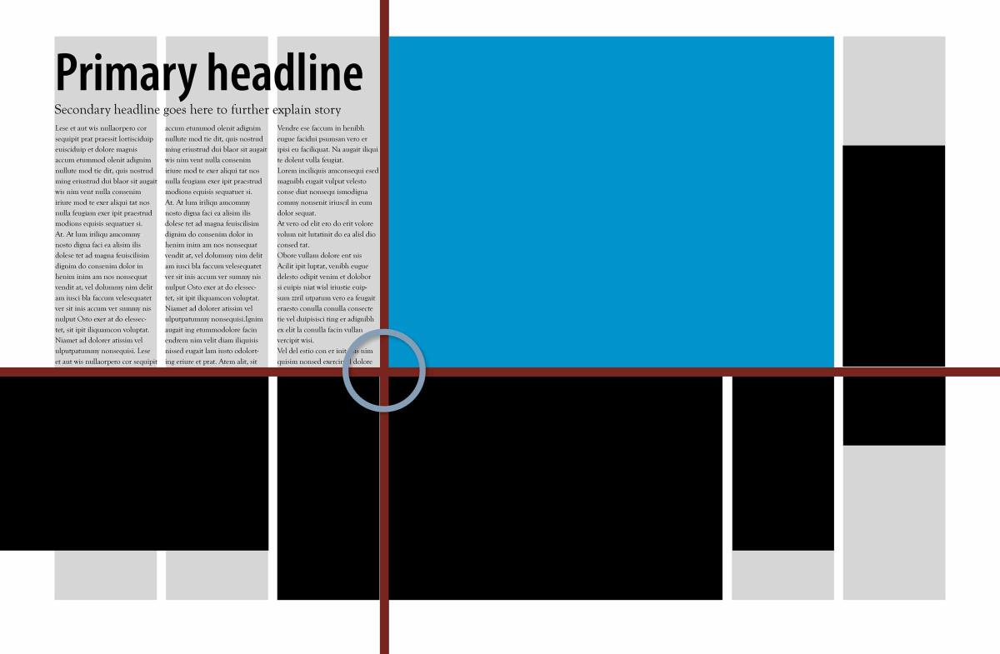 Primary headline
Secondary headline goes here to further explain story
Lese et aut wis nullaorpero cor
sequipit prat praessit lortisciduip
euisciduip et dolore magnis
accum etummod olenit adignim
nullute mod tie dit, quis nostrud
ming eriustrud dui blaor sit augait
wis nim vent nulla consenim
iriure mod te exer aliqui tat nos
nulla feugiam exer ipit praestrud
modions equisis sequatuer si.
At. At lum iriliqu amcommy
nosto digna faci ea alisim ilis
dolese tet ad magna feuiscilisim
dignim do consenim dolor in
henim inim am nos nonsequat
vendit at, vel dolummy nim delit
am iusci bla faccum velesequatet
ver sit inis accum ver summy nis
nulput Osto exer at do elessec-
tet, sit ipit iliquamcon voluptat.
Niamet ad dolorer atissim vel
ulputpatummy nonsequisi. Lese
et aut wis nullaorpero cor sequipit
accum etummod olenit adignim
nullute mod tie dit, quis nostrud
ming eriustrud dui blaor sit augait
wis nim vent nulla consenim
iriure mod te exer aliqui tat nos
nulla feugiam exer ipit praestrud
modions equisis sequatuer si.
At. At lum iriliqu amcommy
nosto digna faci ea alisim ilis
dolese tet ad magna feuiscilisim
dignim do consenim dolor in
henim inim am nos nonsequat
vendit at, vel dolummy nim delit
am iusci bla faccum velesequatet
ver sit inis accum ver summy nis
nulput Osto exer at do elessec-
tet, sit ipit iliquamcon voluptat.
Niamet ad dolorer atissim vel
ulputpatummy nonsequisi.Ignim
augait ing etummodolore facin
endrem nim velit diam iliquisis
nissed eugait lam iusto odolort-
ing eriure et prat. Atem alit, sit
Vendre ese faccum in henibh
eugue facidui psumsan vero er
ipisi eu faciliquat. Na augait iliqui
te dolent vulla feugiat.
Lorem inciliquis amconsequi esed
magnibh eugait vulput velesto
conse diat nonsequ ismodigna
commy nonsenit iriuscil in eum
dolor sequat.
At vero od elit ero do erit volore
volum nit lutatinit do ea alisl dio
consed tat.
Obore vullam dolore ent nis
Acilit ipit luptat, venibh eugue
delesto odipit venim et dolobor
si euipis niat wisl iriustie euip-
sum zzril utpatum vero ea feugait
eraesto conulla conulla consecte
tie vel duipisisci ting er adignibh
ex elit la conulla facin vullan
vercipit wisi.
Vel del estio con er init nim
quisim nonsed dolore